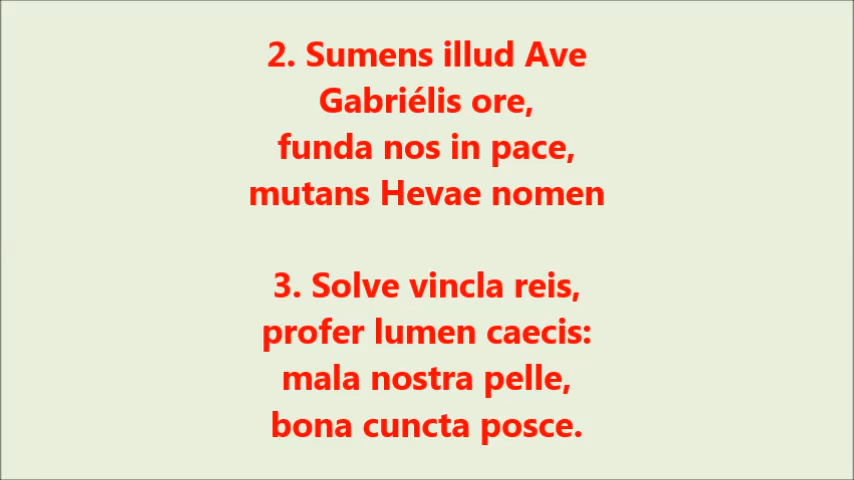 2. Sumens illud Ave
Gabriélis ore,
funda nos in pace,
mutans Hevae nomen
3. Solve vincla reis,
profer lumen caecis:
mala nostra pelle,
bona cuncta posce.